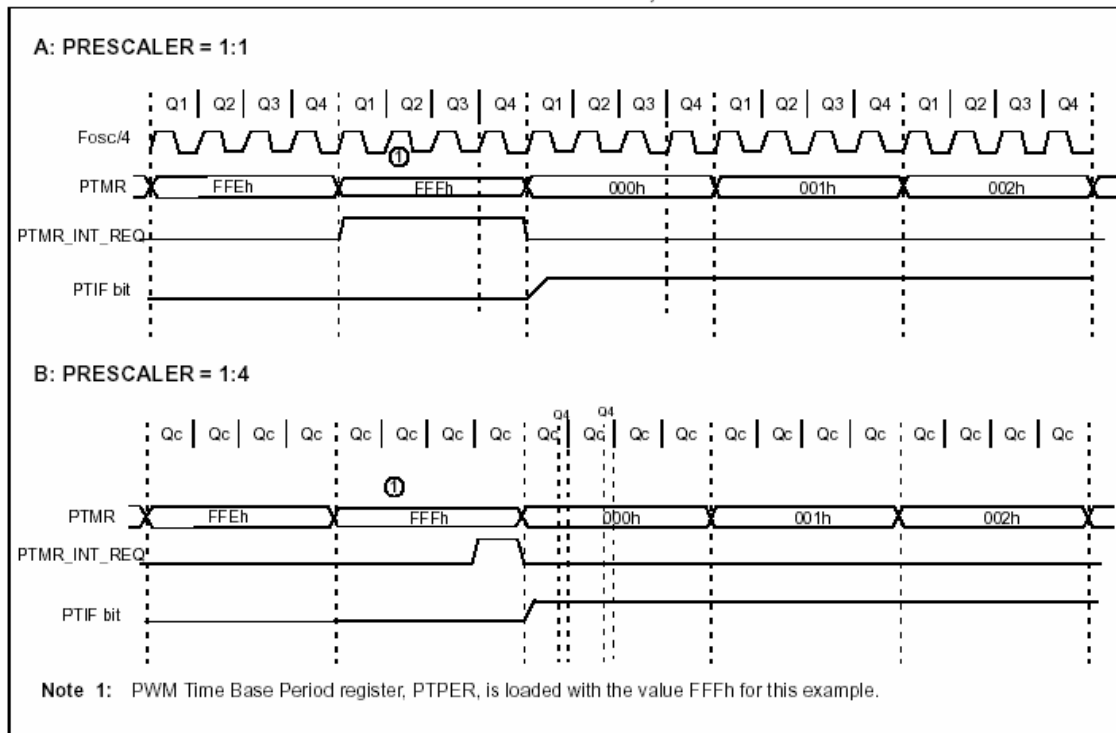 A: PRESCALER = 1:1
Q1 Q2 Q3 Q4 Q1 Q2 Q3 Q4 Q1 Q2 Q3 Q4 Q1 Q2 Q3 Q4 Q1 Q2 Q3 Q4
Fosc/4
1
PTMR FFEh FFFh 000h 001h 002h
PTMR_INT_REQ
PTIF bit
B: PRESCALER = 1:4
Q4 Q4
Qc Qc Qc Qc Qc Qc Qc Qc Qc Qc Qc Qc Qc Qc Qc Qc Qc Qc Qc Qc
1
PTMR FFEh FFFh 000h 001h 002h
PTMR_INT_REQ
PTIF bit
Note 1: PWM Time Base Period register, PTPER, is loaded with the value FFFh for this example.